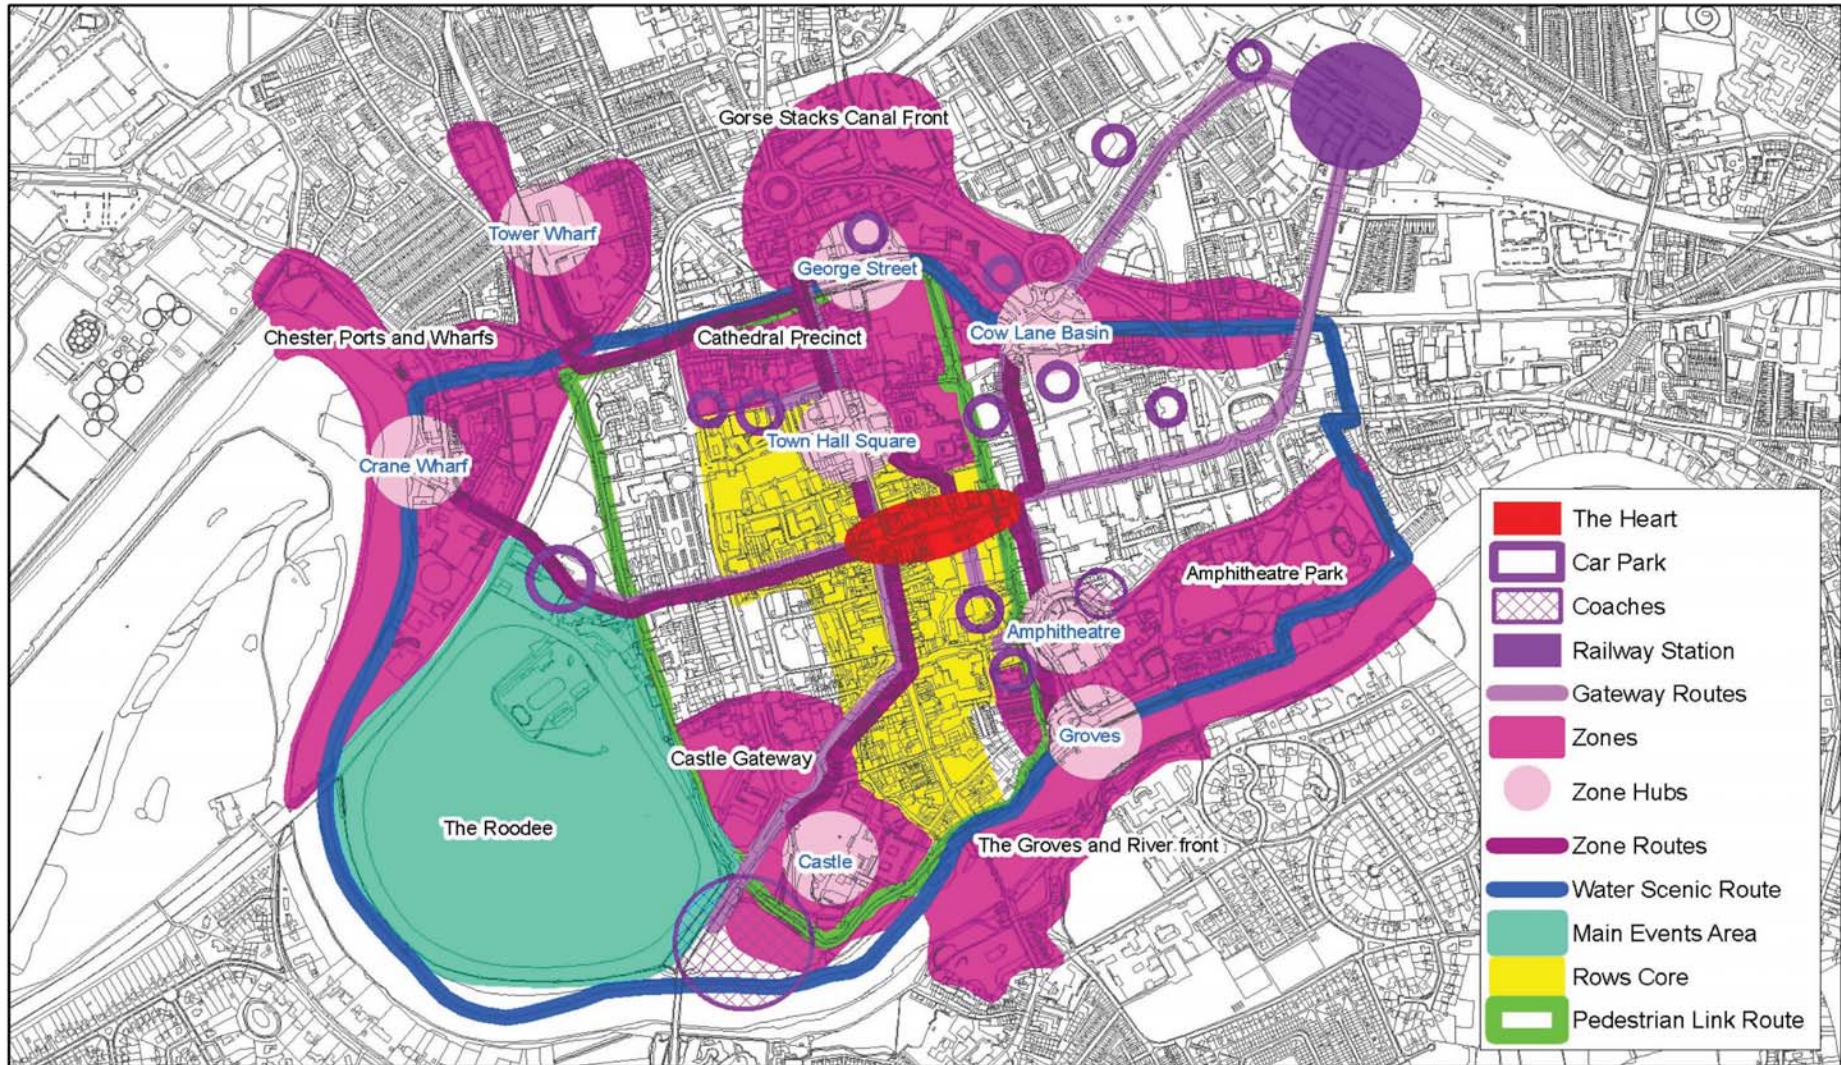 Gorse Stacks Canal Front
Tower Wharf
George Street
Chester Ports and Wharfs
Cathedral Precinct
Cow Lane Basin
Town Hall Square
Crane Wharf
Amphitheatre Park
Amphitheatre
Groves
Castle Gateway
The Roodee
The Groves and River front
Castle
The Heart
Car Park
Coaches
Railway Station
Gateway Routes
Zones
Zone Hubs
Zone Routes
Water Scenic Route
Main Events Area
Rows Core
Pedestrian Link Route